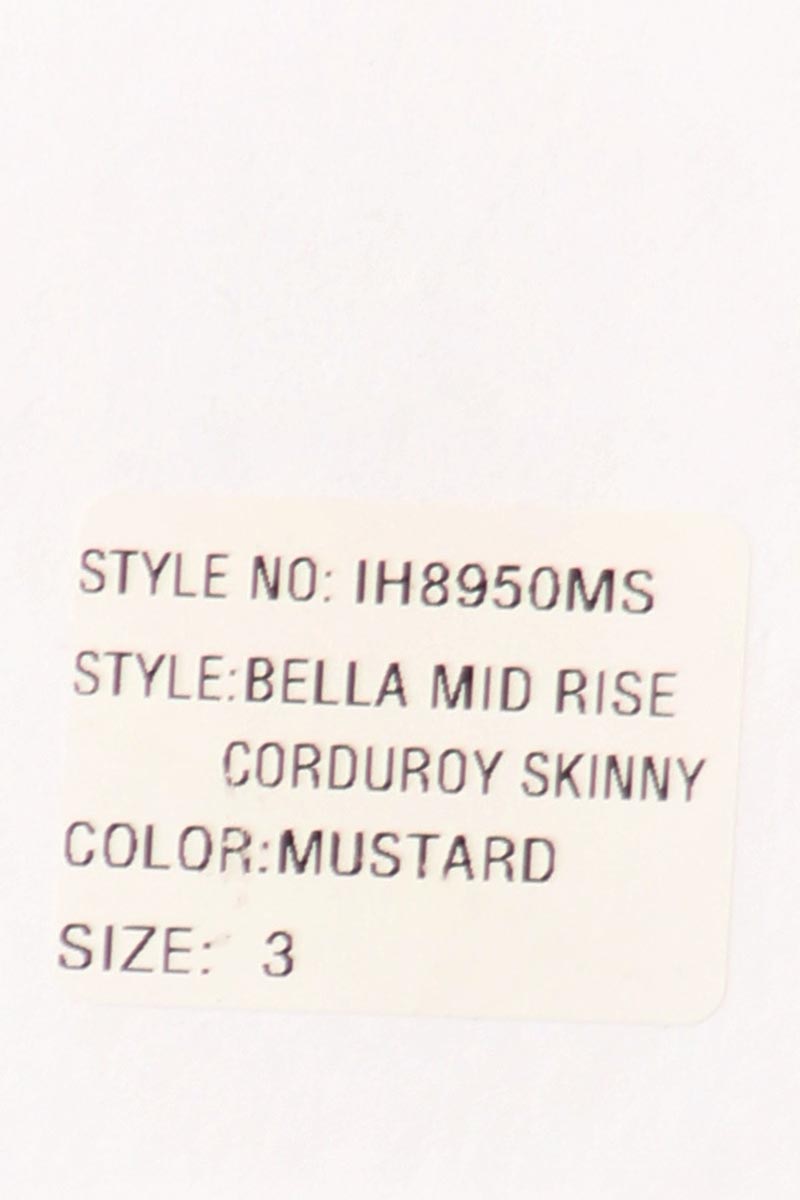 STYLE NO: IH8950MS
STYLE:BELLA MID RISE
CORDUROY SKINNY
COLOR:MUSTARD
SIZE: 3